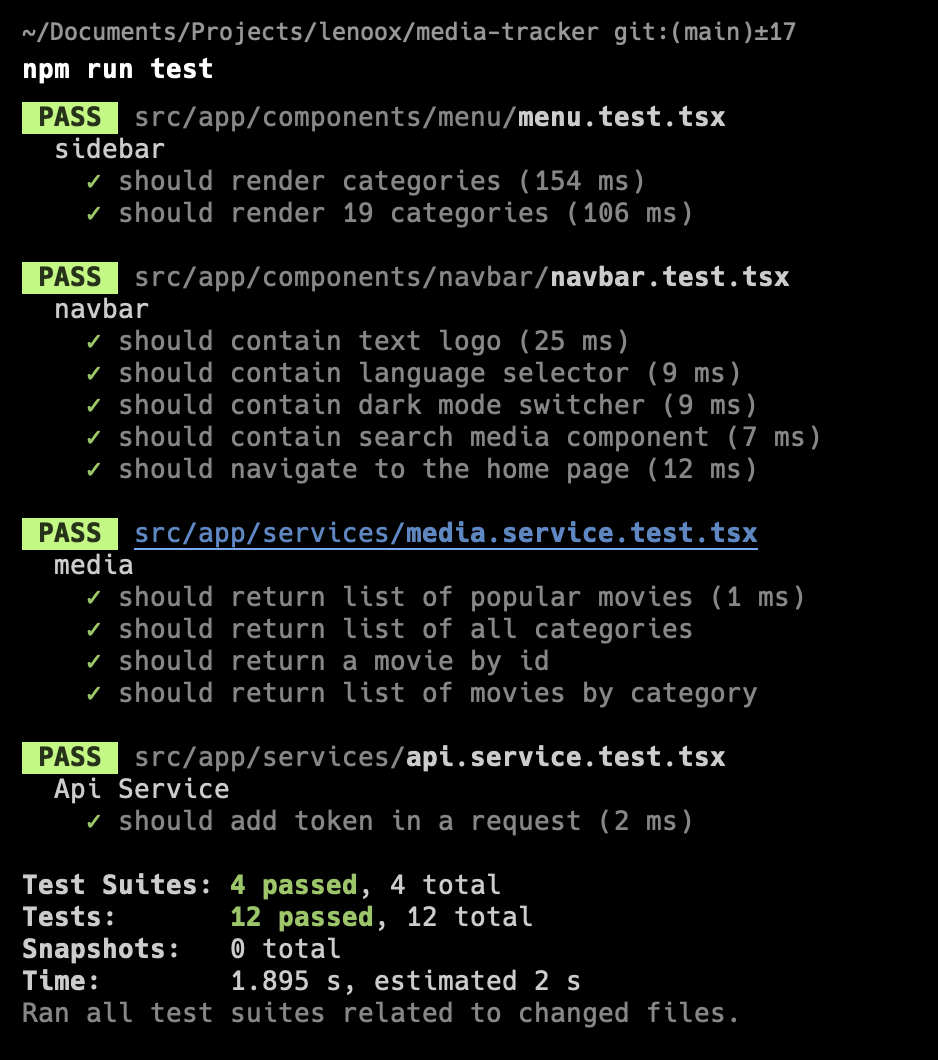 ~/Documents/Projects/lenoox/media-tracker git:(main)±17
npm run test
PASS src/app/components/menu/menu.test.tsx
sidebar
✓ should render categories (154 ms)
✓ should render 19 categories (106 ms)
PASS src/app/components/navbar/navbar.test.tsx
navbar
✓ should contain text logo (25 ms)
✓ should contain language selector (9 ms)
✓ should contain dark mode switcher (9 ms)
✓ should contain search media component (7 ms)
✓ should navigate to the home page (12 ms)
PASS src/app/services/media.service.test.tsx
media
✓ should return list of popular movies (1 ms)
✓ should return list of all categories
✓ should return a movie by id
✓ should return list of movies by category
PASS src/app/services/api.service.test.tsx
Api Service
✓ should add token in a request (2 ms)
Test Suites: 4 passed, 4 total
Tests: 12 passed, 12 total
Snapshots: 0 total
Time: 1.895 s, estimated 2 s
Ran all test suites related to changed files.